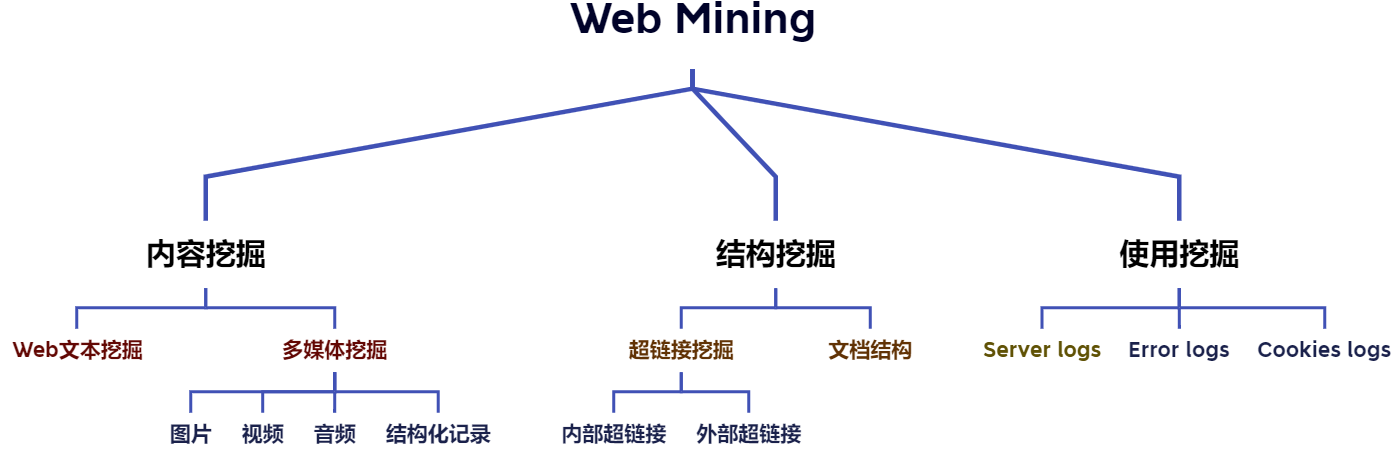 Web Mining
内容挖掘
结构挖掘
使用挖掘
Web文本挖掘
多媒体挖掘
超链接挖掘
文档结构
Server logs
Error logs
Cookies logs
图片
视频
音频
结构化记录
内部超链接
外部超链接